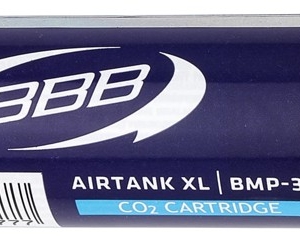 BBB
AIRTANK XL | BMP-3
CO₂ CARTRIDGE